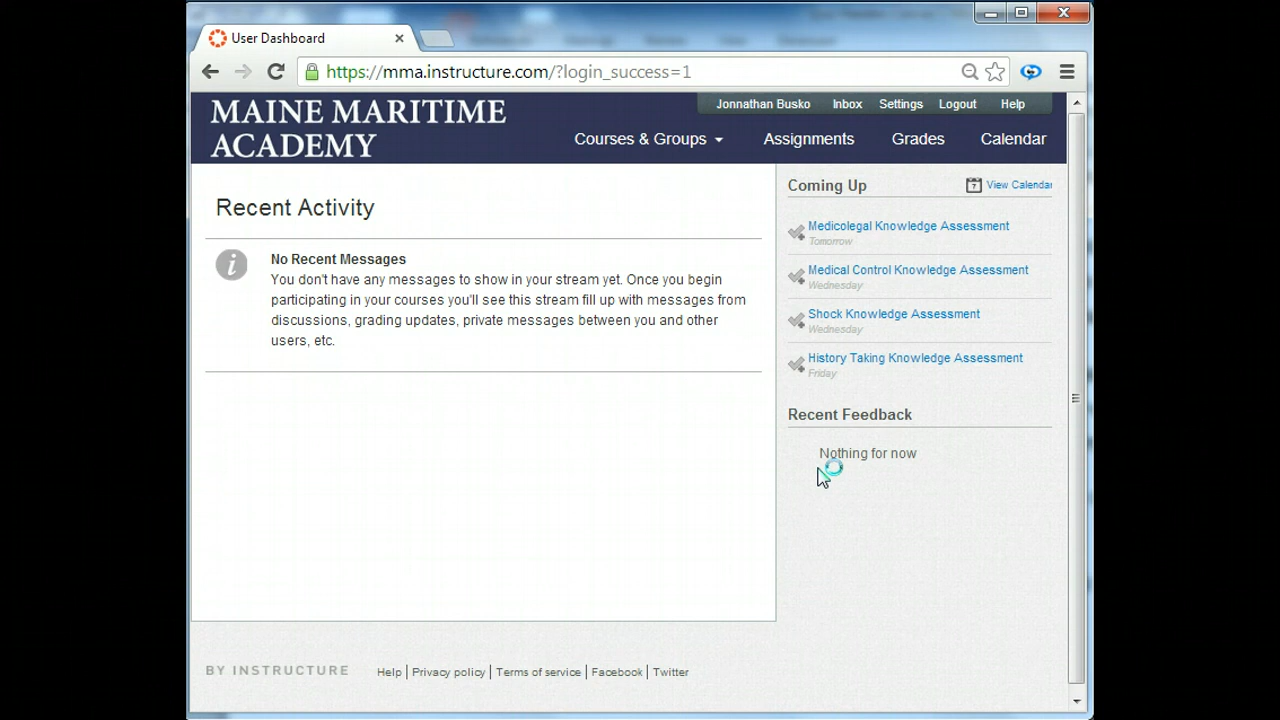 User Dashboard
https://mma.instructure.com/?login_success=1
MAINE MARITIME
ACADEMY
Jonnathan Busko Inbox Settings Logout Help
Courses & Groups Assignments Grades Calendar
Recent Activity
No Recent Messages
You don't have any messages to show in your stream yet. Once you begin
participating in your courses you'll see this stream fill up with messages from
discussions, grading updates, private messages between you and other
users, etc.
Coming Up 7 View Calendar
Medicolegal Knowledge Assessment
Tomorrow
Medical Control Knowledge Assessment
Wednesday
Shock Knowledge Assessment
Wednesday
History Taking Knowledge Assessment
Friday
Recent Feedback
Nothing for now
BY INSTRUCTURE Help Privacy policy Terms of service Facebook Twitter